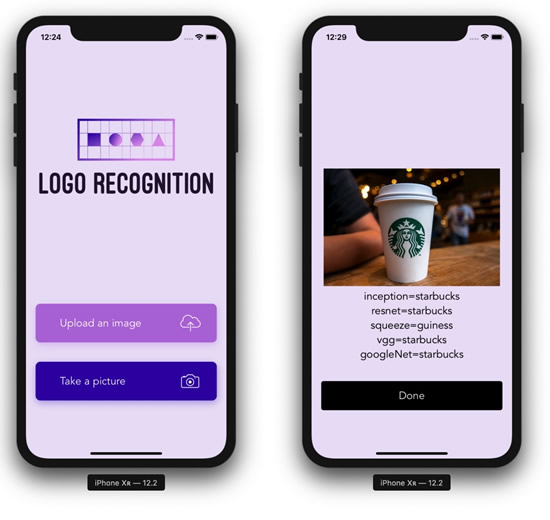 12:24
LOGO RECOGNITION
Upload an image
Take a picture
iPhone Xʀ — 12.2
12:29
inception=starbucks
resnet=starbucks
squeeze=guiness
vgg=starbucks
googleNet=starbucks
Done
iPhone Xʀ — 12.2